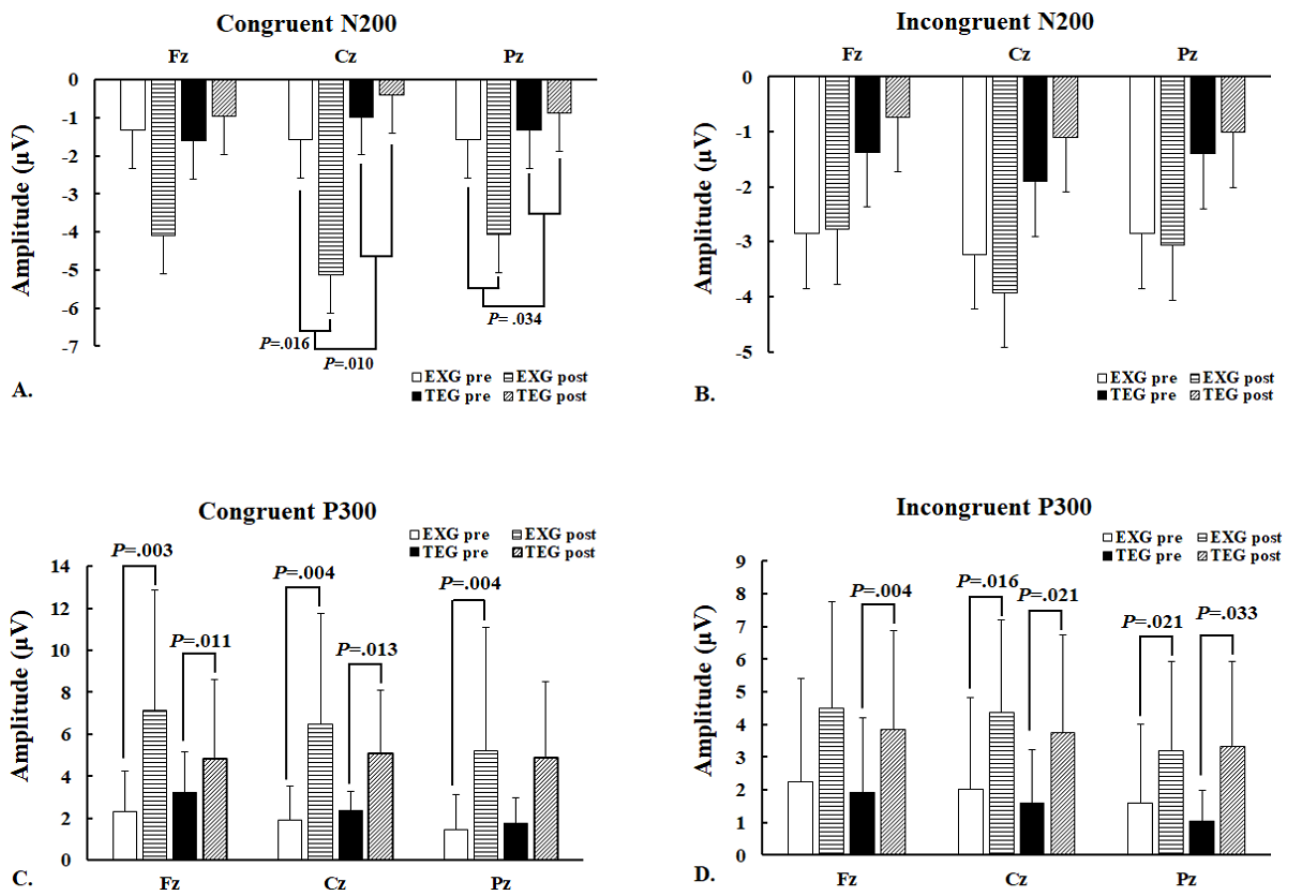 Congruent N200
Fz Cz Pz
0
-1
-2
-3
-4
-5
-6
-7
Amplitude (µV)
P=.016
P=.010
P= .034
EXG pre EXG post
TEG pre TEG post
A.
Incongruent N200
Fz Cz Pz
0
-1
-2
-3
-4
-5
Amplitude (µV)
EXG pre EXG post
TEG pre TEG post
B.
Congruent P300
EXG pre EXG post
TEG pre TEG post
14
12
10
8
6
4
2
0
Amplitude (µV)
P=.003
P=.011
P=.004
P=.013
P=.004
Fz Cz Pz
C.
Incongruent P300
EXG pre EXG post
TEG pre TEG post
9
8
7
6
5
4
3
2
1
0
Amplitude (µV)
P=.004
P=.016
P=.021
P=.021
P=.033
Fz Cz Pz
D.